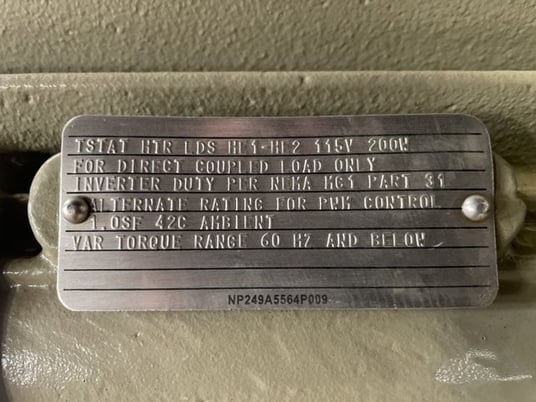 TSTAT HTR LDS HE1-HE2 115V 200W
FOR DIRECT COUPLED LOAD ONLY
INVERTER DUTY PER NEMA MG1 PART 31
ALTERNATE RATING FOR PWM CONTROL
1.0SF 42C AMBIENT
VAR TORQUE RANGE 60 HZ AND BELOW
NP249A5564P009